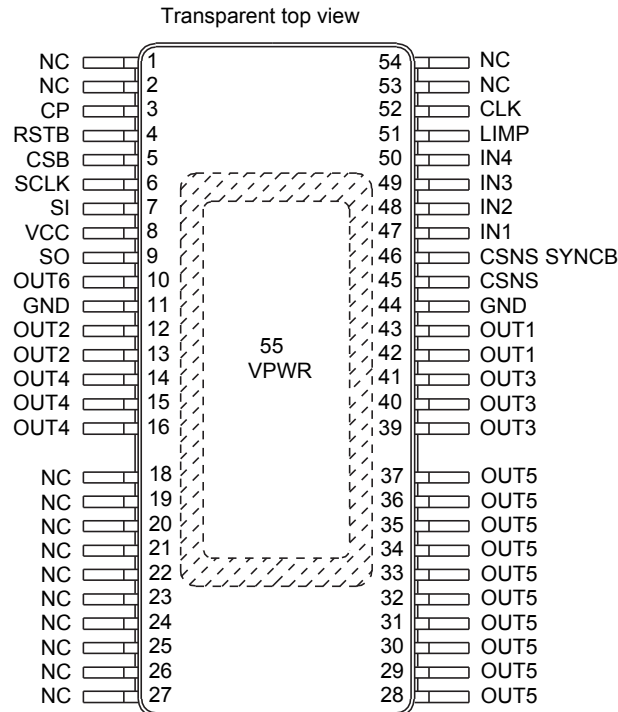 Transparent top view
NC 1 54 NC
NC 2 53 NC
CP 3 52 CLK
RSTB 4 51 LIMP
CSB 5 50 IN4
SCLK 6 49 IN3
SI 7 48 IN2
VCC 8 47 IN1
SO 9 46 CSNS SYNCB
OUT6 10 45 CSNS
GND 11 44 GND
OUT2 12 43 OUT1
OUT2 13 42 OUT1
OUT4 14 41 OUT3
OUT4 15 40 OUT3
OUT4 16 39 OUT3
55
VPWR
NC 18 37 OUT5
NC 19 36 OUT5
NC 20 35 OUT5
NC 21 34 OUT5
NC 22 33 OUT5
NC 23 32 OUT5
NC 24 31 OUT5
NC 25 30 OUT5
NC 26 29 OUT5
NC 27 28 OUT5